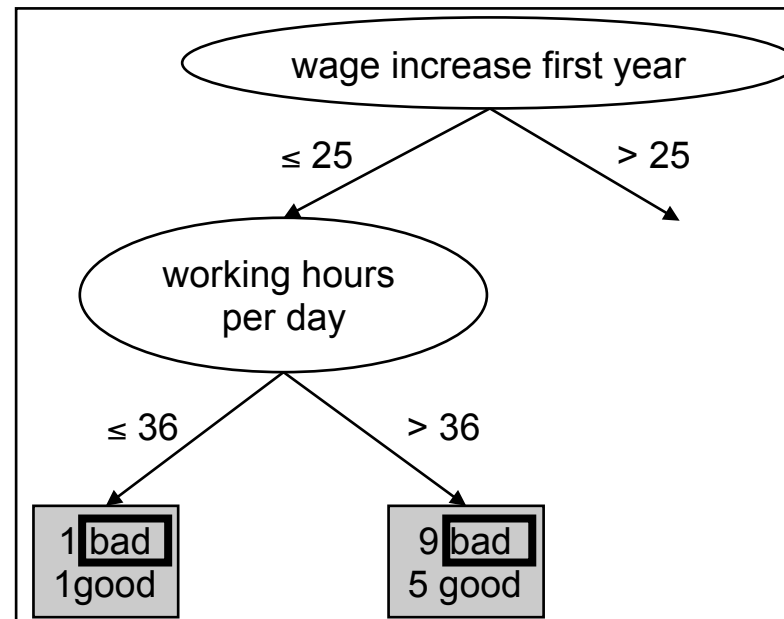 wage increase first year
≤ 25
> 25
working hours
per day
≤ 36
> 36
1 bad
1good
9 bad
5 good